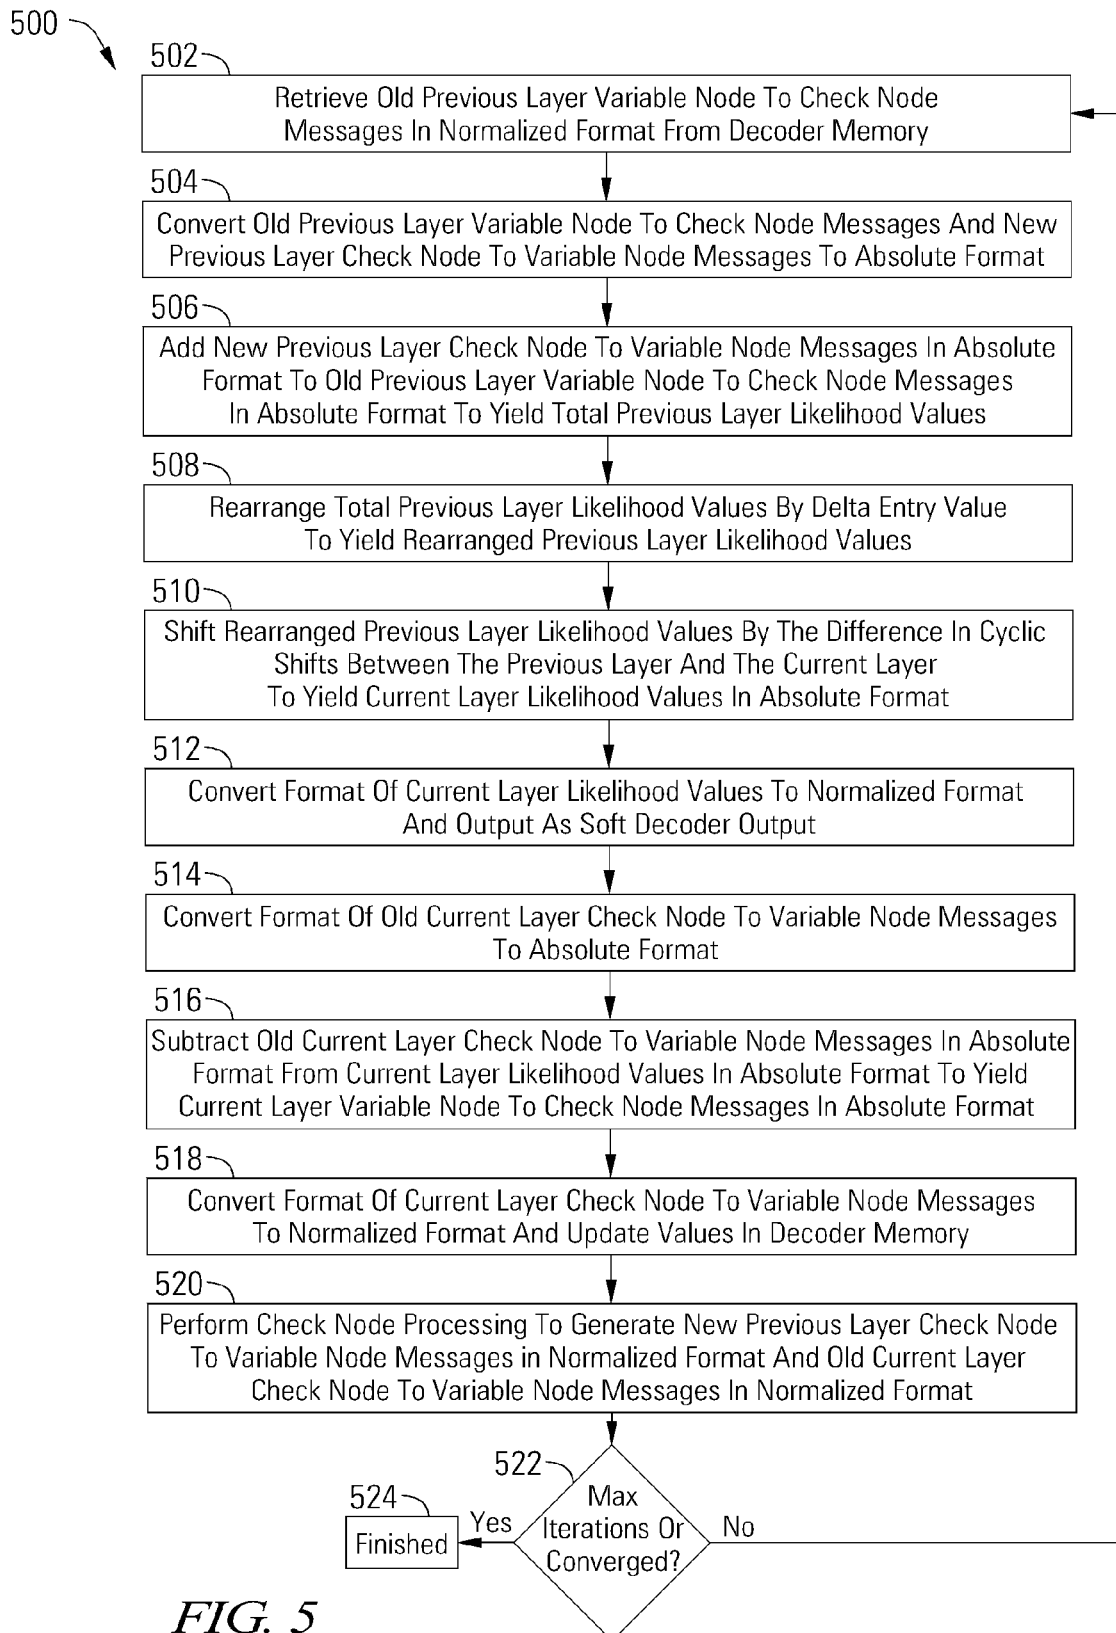 500
502
Retrieve Old Previous Layer Variable Node To Check Node
Messages In Normalized Format From Decoder Memory
504
Convert Old Previous Layer Variable Node To Check Node Messages And New
Previous Layer Check Node To Variable Node Messages To Absolute Format
506
Add New Previous Layer Check Node To Variable Node Messages In Absolute
Format To Old Previous Layer Variable Node To Check Node Messages
In Absolute Format To Yield Total Previous Layer Likelihood Values
508
Rearrange Total Previous Layer Likelihood Values By Delta Entry Value
To Yield Rearranged Previous Layer Likelihood Values
510
Shift Rearranged Previous Layer Likelihood Values By The Difference In Cyclic
Shifts Between The Previous Layer And The Current Layer
To Yield Current Layer Likelihood Values In Absolute Format
512
Convert Format Of Current Layer Likelihood Values To Normalized Format
And Output As Soft Decoder Output
514
Convert Format Of Old Current Layer Check Node To Variable Node Messages
To Absolute Format
516
Subtract Old Current Layer Check Node To Variable Node Messages In Absolute
Format From Current Layer Likelihood Values In Absolute Format To Yield
Current Layer Variable Node To Check Node Messages In Absolute Format
518
Convert Format Of Current Layer Check Node To Variable Node Messages
To Normalized Format And Update Values In Decoder Memory
520
Perform Check Node Processing To Generate New Previous Layer Check Node
To Variable Node Messages in Normalized Format And Old Current Layer
Check Node To Variable Node Messages In Normalized Format
522
Max
Iterations Or
Converged?
524
Finished
Yes
No
FIG. 5